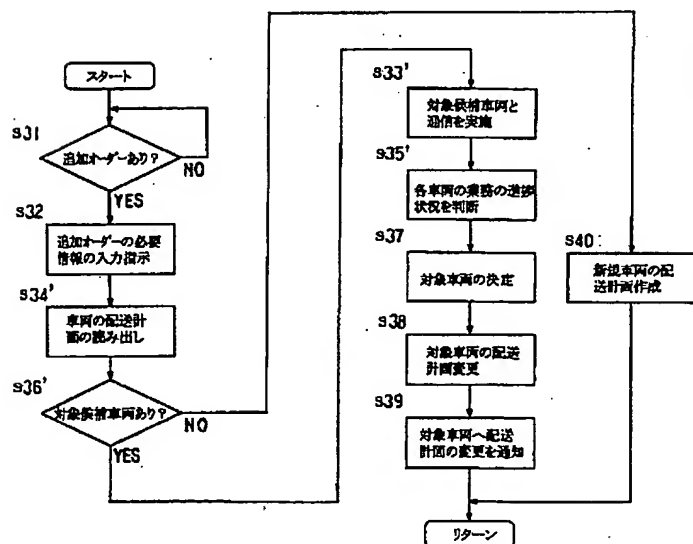 スタート
s31
追加オーダーあり?
NO
YES
s32
追加オーダーの必要
情報の入力指示
s34'
車両の配送計
画の読み出し
s36'
対象候補車両あり?
NO
YES
s33'
対象候補車両と
通信を実施
s35'
各車両の業務の進捗
状況を判断
s37
対象車両の決定
s38
対象車両の配送
計画変更
s39
対象車両へ配送
計画の変更を通知
s40:
新規車両の配
送計画作成
リターン